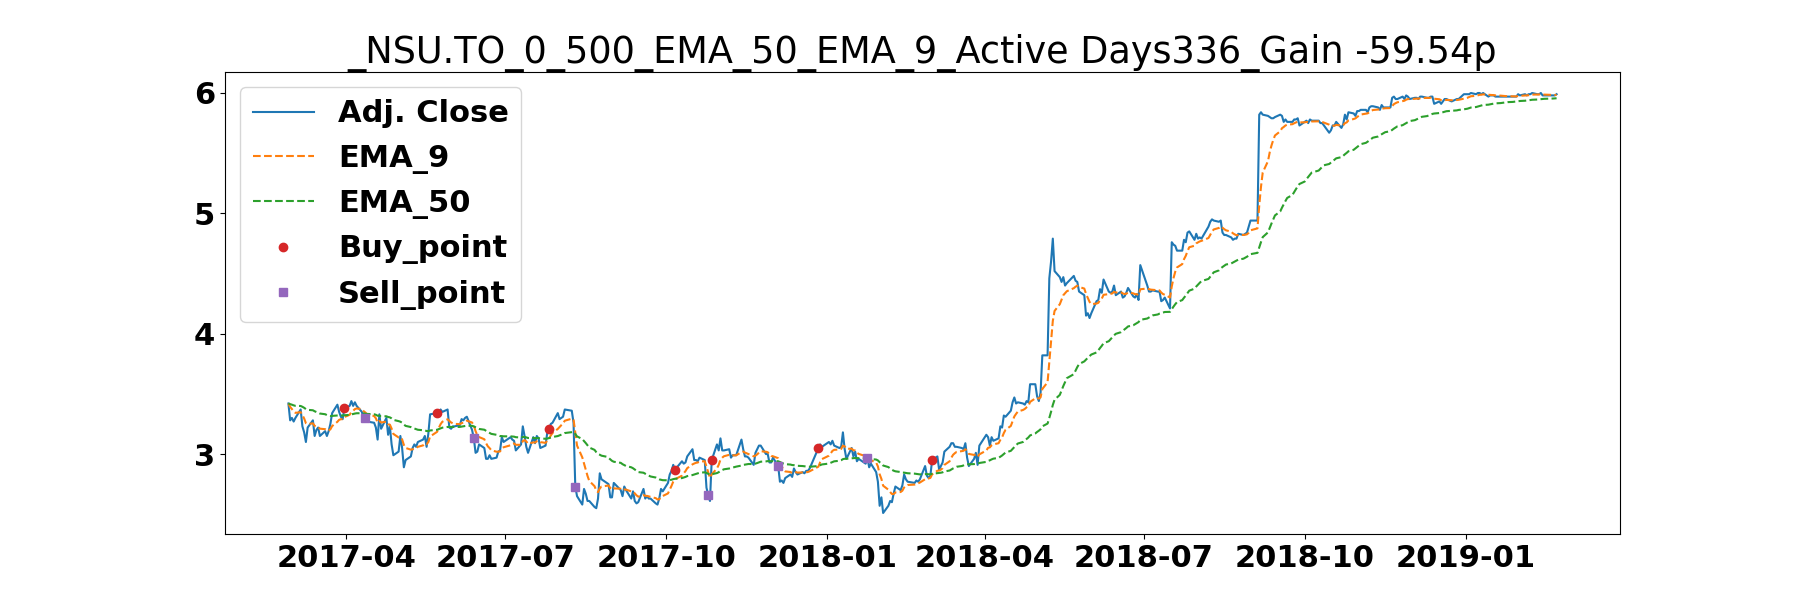 _NSU.TO_0_500_EMA_50_EMA_9_Active Days336_Gain -59.54p
6
5
4
3
Adj. Close
EMA_9
EMA_50
Buy_point
Sell_point
2017-04 2017-07 2017-10 2018-01 2018-04 2018-07 2018-10 2019-01